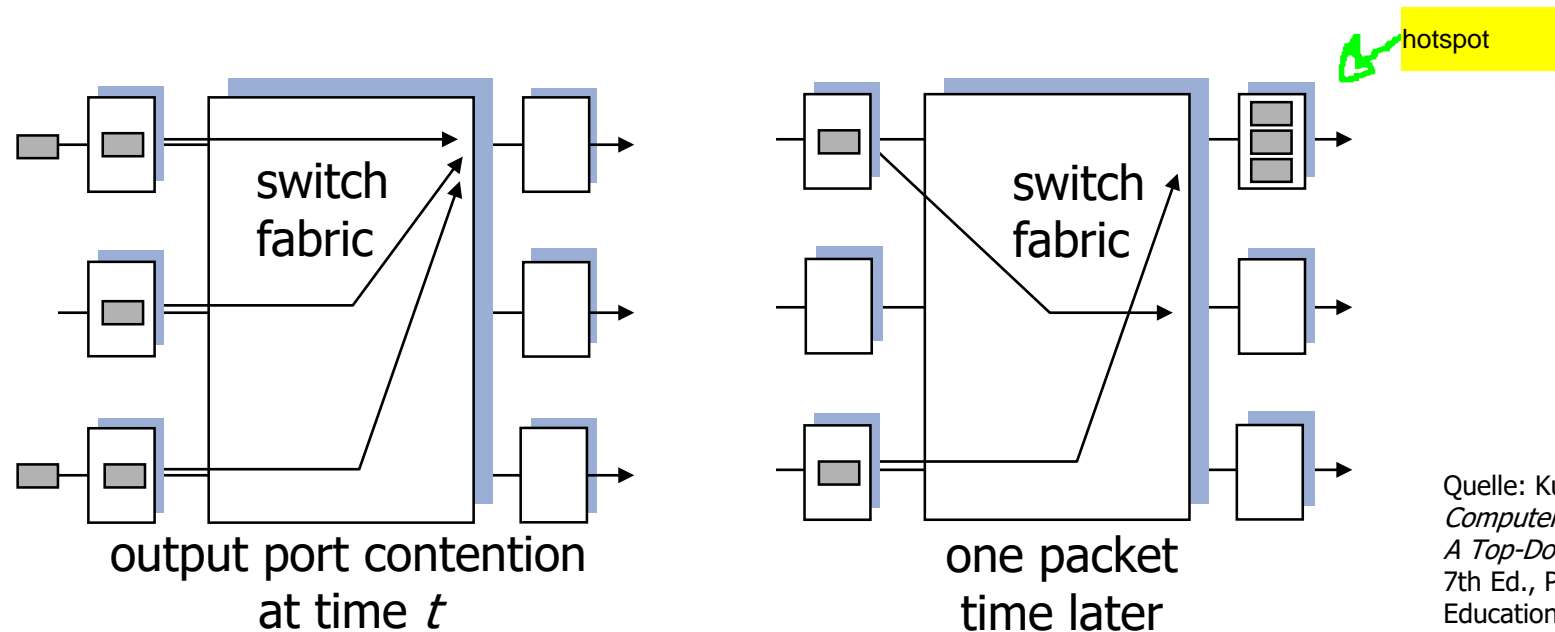 hotspot
switch
fabric
switch
fabric
output port contention
at time t
one packet
time later
Quelle:
Computer
A Top-Do
7th Ed.,
Education